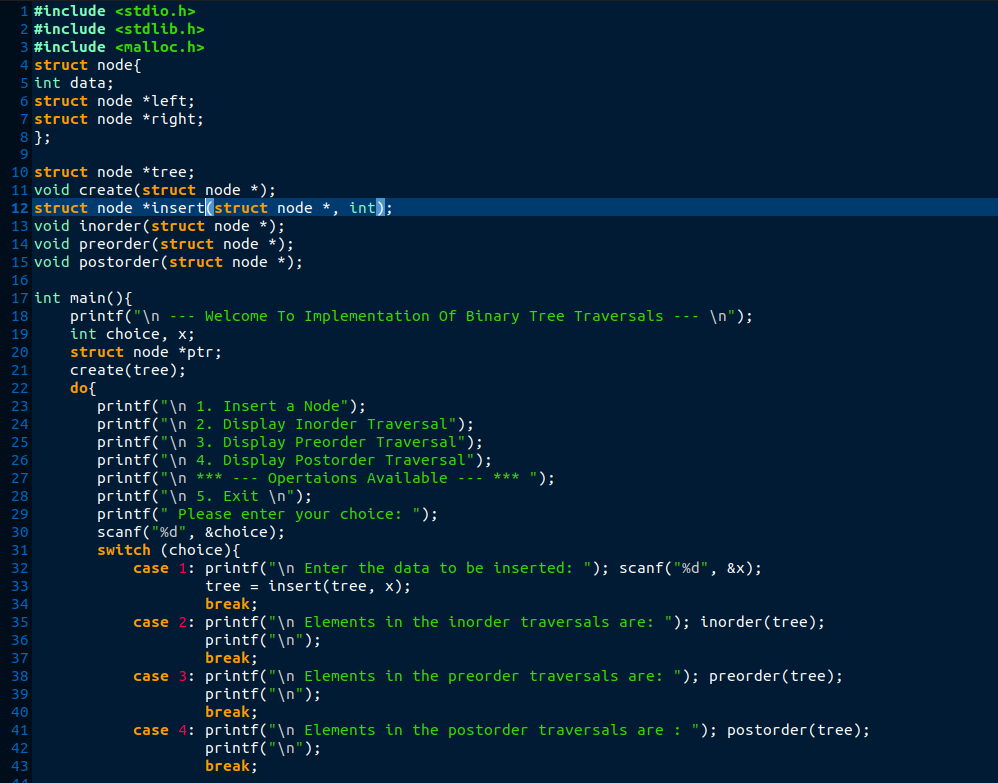 1 #include <stdio.h>
2 #include <stdlib.h>
3 #include <malloc.h>
4 struct node{
5 int data;
6 struct node *left;
7 struct node *right;
8 };
9
10 struct node *tree;
11 void create(struct node *);
12 struct node *insert(struct node *, int);
13 void inorder(struct node *);
14 void preorder(struct node *);
15 void postorder(struct node *);
16
17 int main(){
18     printf("\n --- Welcome To Implementation Of Binary Tree Traversals --- \n");
19     int choice, x;
20     struct node *ptr;
21     create(tree);
22     do{
23        printf("\n 1. Insert a Node");
24        printf("\n 2. Display Inorder Traversal");
25        printf("\n 3. Display Preorder Traversal");
26        printf("\n 4. Display Postorder Traversal");
27        printf("\n *** --- Opertaions Available --- *** ");
28        printf("\n 5. Exit \n");
29        printf(" Please enter your choice: ");
30        scanf("%d", &choice);
31        switch (choice){
32            case 1: printf("\n Enter the data to be inserted: "); scanf("%d", &x);
33                    tree = insert(tree, x);
34                    break;
35            case 2: printf("\n Elements in the inorder traversals are: "); inorder(tree);
36                    printf("\n");
37                    break;
38            case 3: printf("\n Elements in the preorder traversals are: "); preorder(tree);
39                    printf("\n");
40                    break;
41            case 4: printf("\n Elements in the postorder traversals are : "); postorder(tree);
42                    printf("\n");
43                    break;